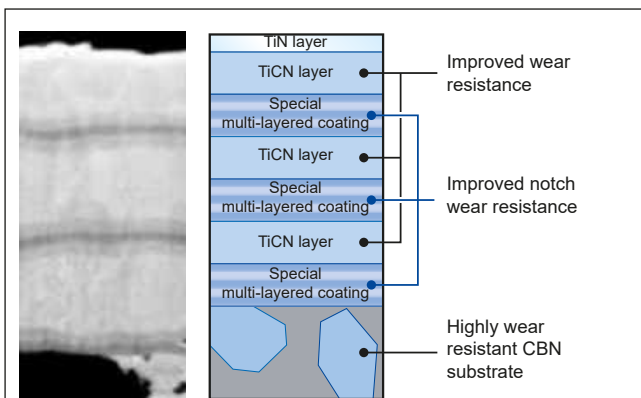 TiN layer
TiCN layer
Special
multi-layered coating
TiCN layer
Special
multi-layered coating
TiCN layer
Special
multi-layered coating
Improved wear
resistance
Improved notch
wear resistance
Highly wear
resistant CBN
substrate